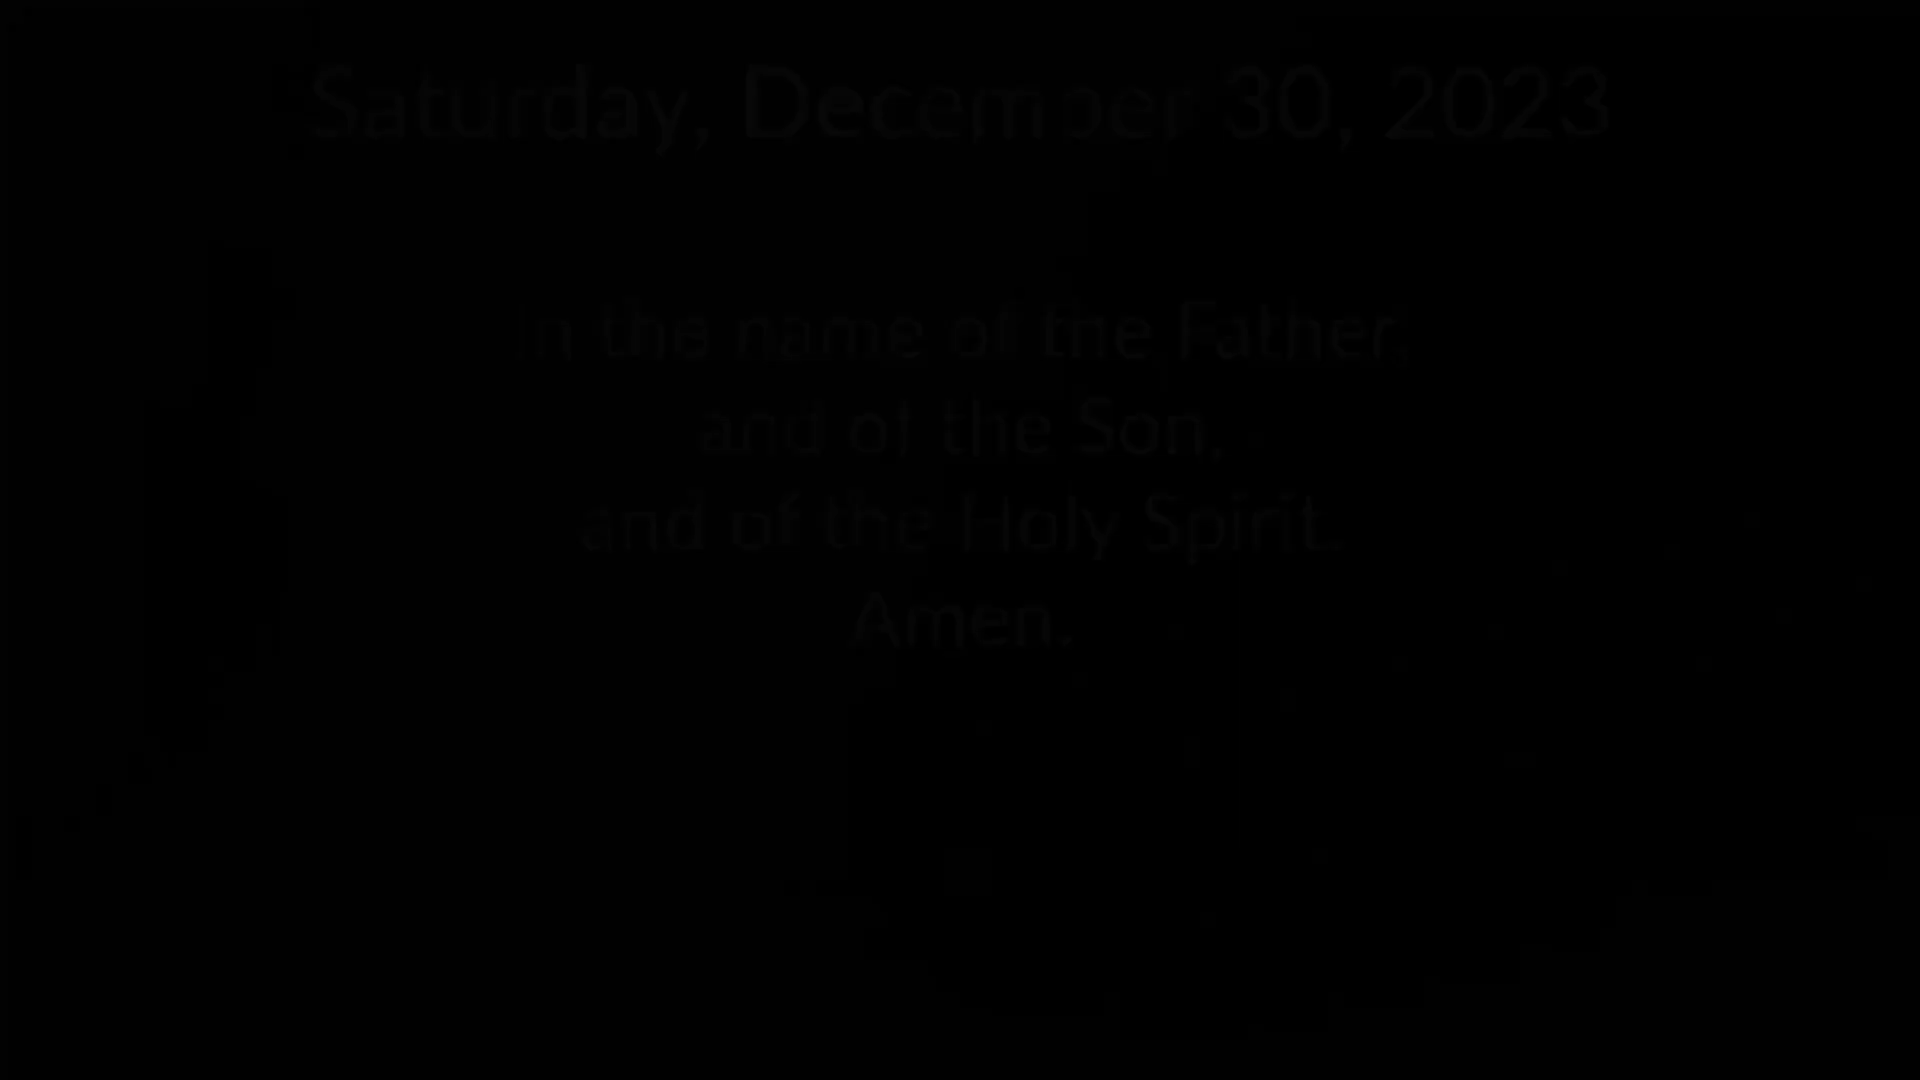 Saturday, December 30, 2023
In the name of the Father,
and of the Son,
and of the Holy Spirit.
Amen.